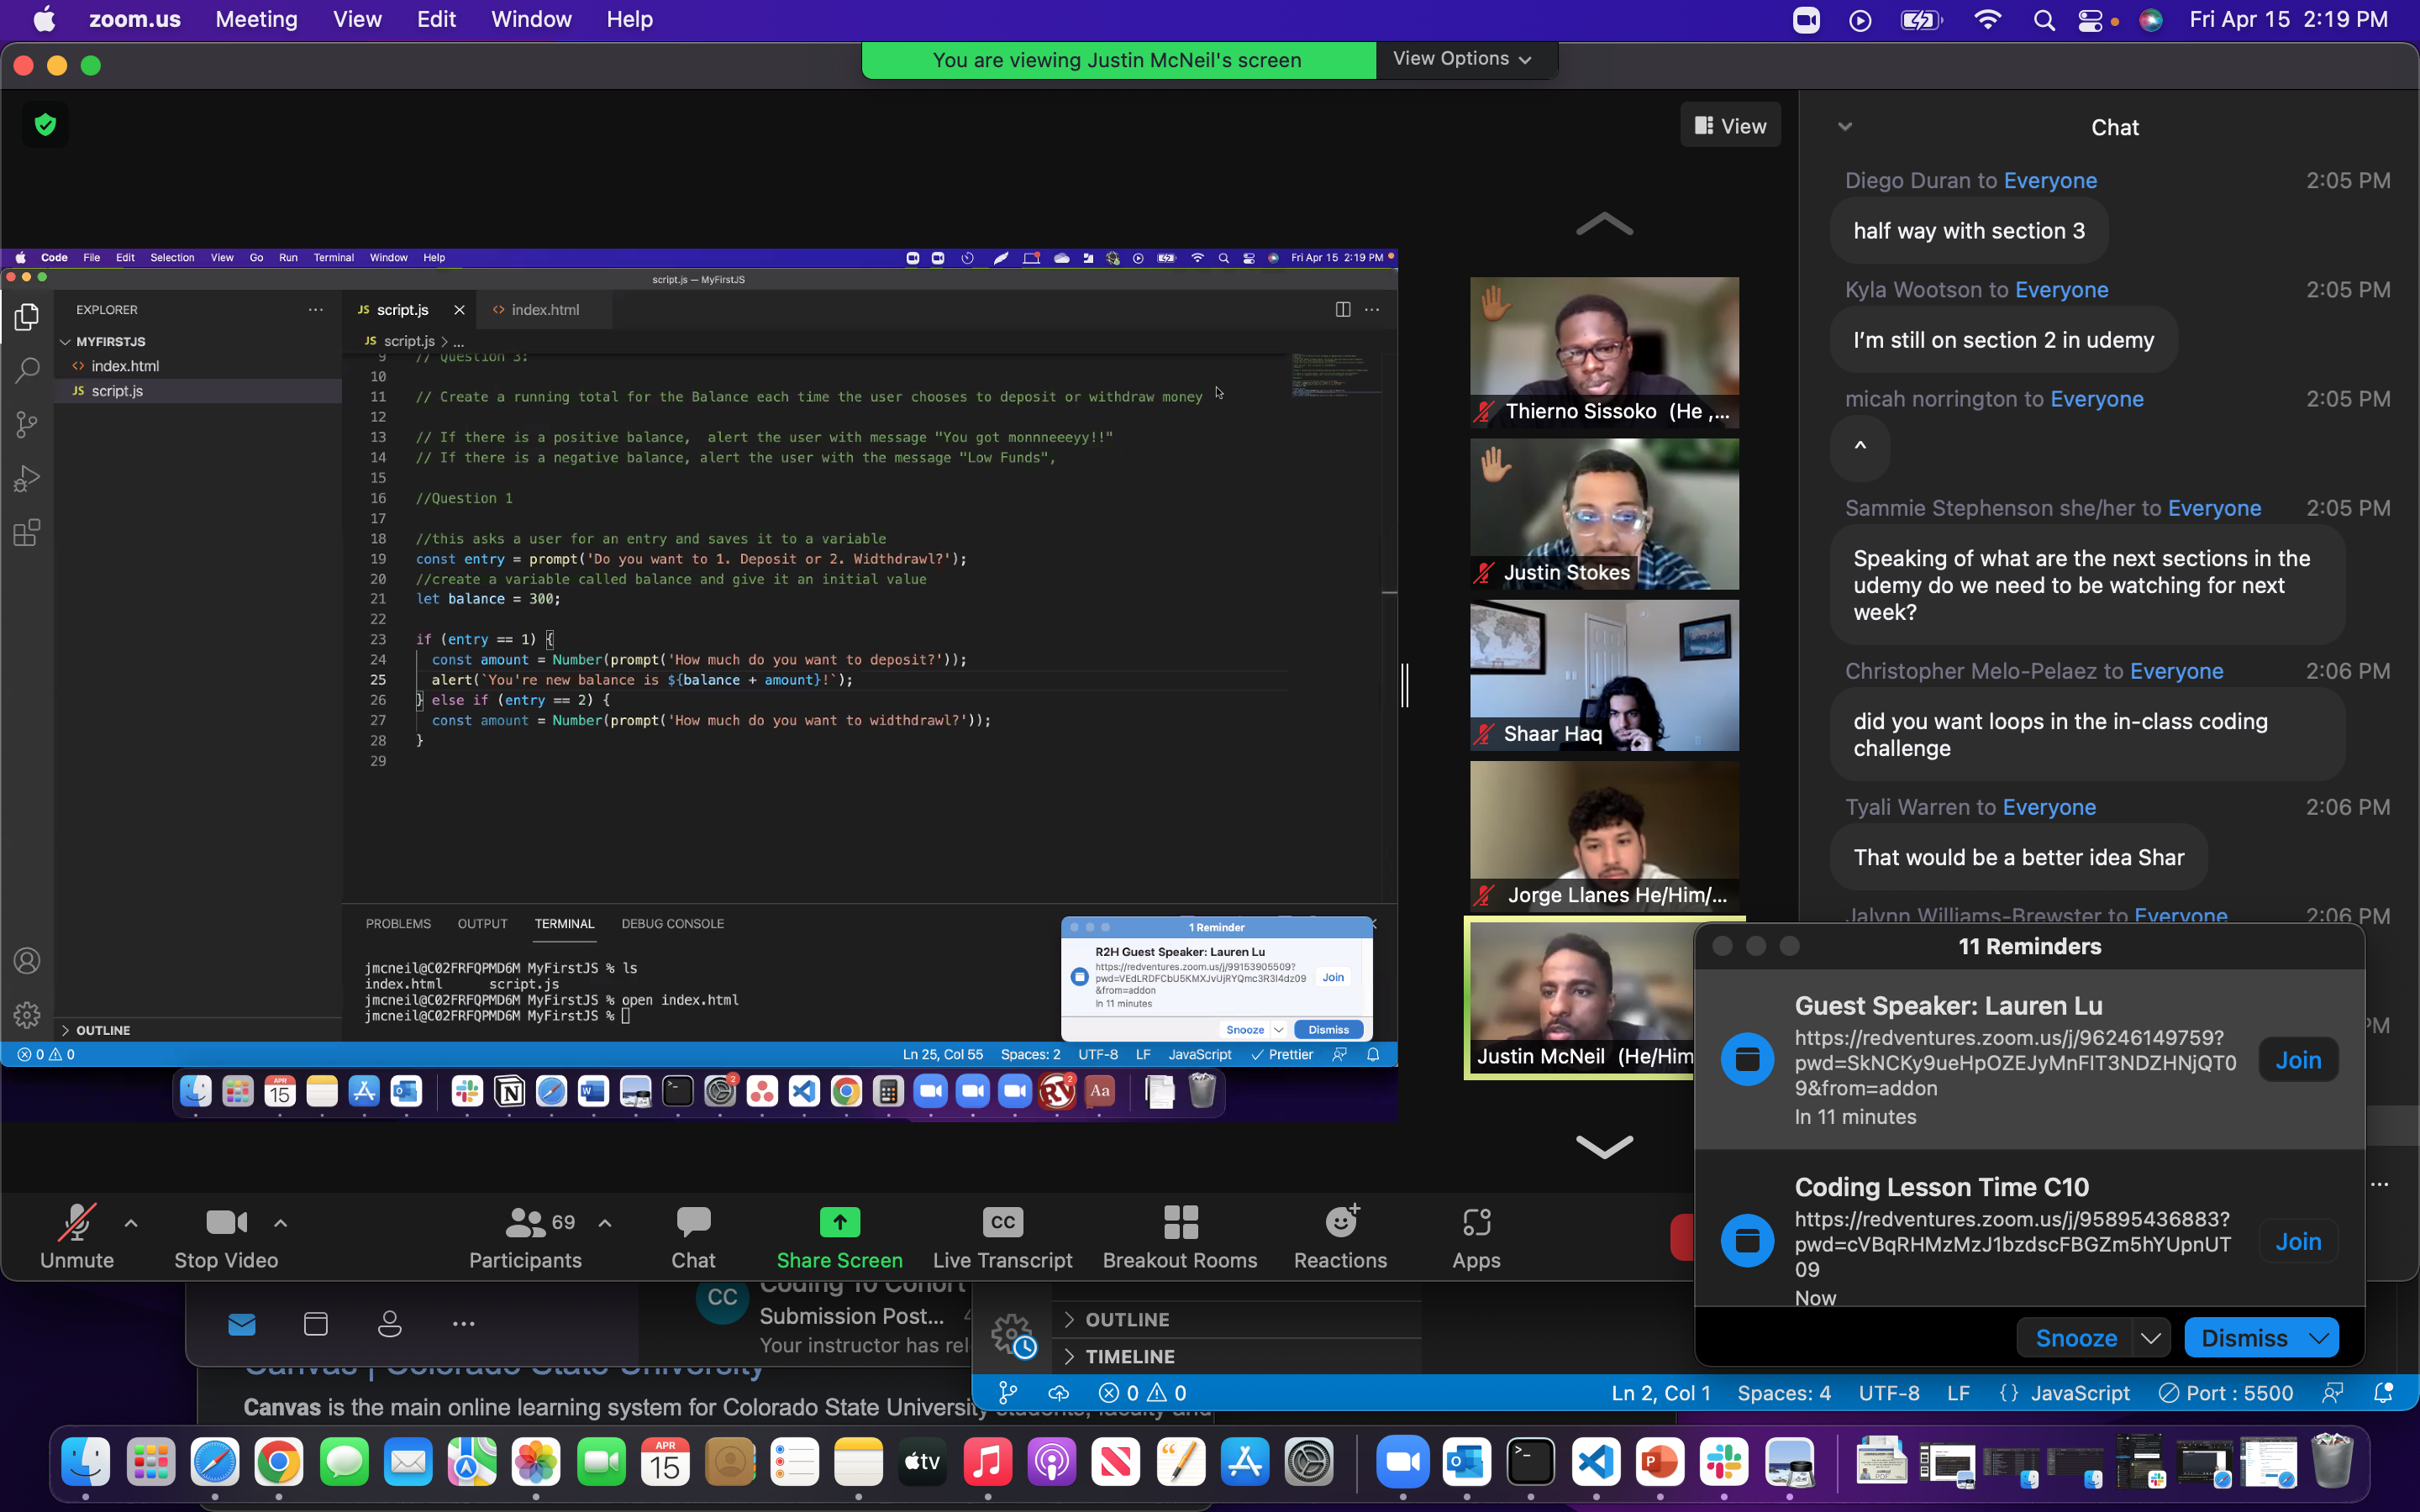 zoom.us Meeting View Edit Window Help
Fri Apr 15 2:19 PM
You are viewing Justin McNeil's screen
View Options
View
Code File Edit Selection View Go Run Terminal Window Help
Fri Apr 15 2:19 PM
script.js — MyFirstJS
EXPLORER
MYFIRSTJS
index.html
JS script.js
OUTLINE
JS script.js
index.html
JS script.js > ...
9 // Question 3:
10
11 // Create a running total for the Balance each time the user chooses to deposit or withdraw money
12
13 // If there is a positive balance,  alert the user with message "You got monnneeeyy!!"
14 // If there is a negative balance, alert the user with the message "Low Funds",
15
16 //Question 1
17
18 //this asks a user for an entry and saves it to a variable
19 const entry = prompt('Do you want to 1. Deposit or 2. Widthdrawl?');
20 //create a variable called balance and give it an initial value
21 let balance = 300;
22
23 if (entry == 1) {
24 const amount = Number(prompt('How much do you want to deposit?'));
25 alert(`You're new balance is ${balance + amount}!`);
26 } else if (entry == 2) {
27 const amount = Number(prompt('How much do you want to widthdrawl?'));
28 }
29
PROBLEMS OUTPUT TERMINAL DEBUG CONSOLE
jmcneil@C02FRFQPMD6M MyFirstJS % ls
index.html script.js
jmcneil@C02FRFQPMD6M MyFirstJS % open index.html
jmcneil@C02FRFQPMD6M MyFirstJS %
1 Reminder
R2H Guest Speaker: Lauren Lu
https://redventures.zoom.us/j/99153905509?
pwd=VEdLRDFCbU5KMXJvUjRYQmc3R3l4dz09
&from=addon
In 11 minutes
Join
Snooze
Dismiss
0 0
Ln 25, Col 55 Spaces: 2 UTF-8 LF JavaScript Prettier
APR
15
Aa
Thierno Sissoko (He ,...
Justin Stokes
Shaar Haq
Jorge Llanes He/Him/...
Justin McNeil (He/Him
Chat
Diego Duran to Everyone 2:05 PM
half way with section 3
Kyla Wootson to Everyone 2:05 PM
I'm still on section 2 in udemy
micah norrington to Everyone 2:05 PM
^
Sammie Stephenson she/her to Everyone 2:05 PM
Speaking of what are the next sections in the
udemy do we need to be watching for next
week?
Christopher Melo-Pelaez to Everyone 2:06 PM
did you want loops in the in-class coding
challenge
Tyali Warren to Everyone 2:06 PM
That would be a better idea Shar
Jalynn Williams-Brewster to Everyone 2:06 PM
PM
11 Reminders
Guest Speaker: Lauren Lu
https://redventures.zoom.us/j/96246149759?
pwd=SkNCKy9ueHpOZEJyMnFIT3NDZHNjQT0
9&from=addon
In 11 minutes
Join
Coding Lesson Time C10
https://redventures.zoom.us/j/95895436883?
pwd=cVBqRHMzMzJ1bzdscFBGZm5hYUpnUT
09
Now
Join
Snooze
Dismiss
Unmute
Stop Video
69
Participants
Chat
Share Screen
CC
Live Transcript
Breakout Rooms
Reactions
Apps
CC
Coding 10 Cohort
Submission Post...
Your instructor has rel
Canvas | Colorado State University
Canvas is the main online learning system for Colorado State University students, faculty and
OUTLINE
TIMELINE
0 0
Ln 2, Col 1 Spaces: 4 UTF-8 LF {} JavaScript Port : 5500
APR
15
tv